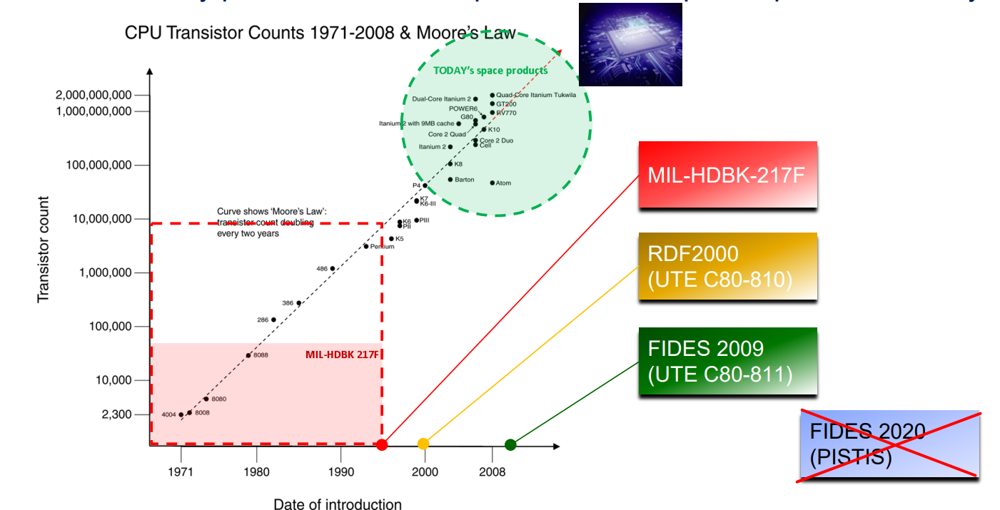 CPU Transistor Counts 1971-2008 & Moore's Law
TODAY's space products
2,000,000,000
1,000,000,000
100,000,000
10,000,000
1,000,000
100,000
10,000
2,300
Transistor count
Quad-Core Itanium Tukwila
Dual-Core Itanium 2
GT200
POWER6
RV770
G80
Itanium 2 with 9MB cache
K10
Core 2 Quad
Core 2 Duo
Cell
Itanium 2
K8
Barton
Atom
P4
K7
K6-III
Curve shows 'Moore's Law':
transistor count doubling
every two years
K6
PIII
PII
K5
Pentium
486
386
286
MIL-HDBK 217F
8088
8080
4004
8008
1971
1980
1990
2000
2008
Date of introduction
MIL-HDBK-217F
RDF2000
(UTE C80-810)
FIDES 2009
(UTE C80-811)
FIDES 2020
(PISTIS)